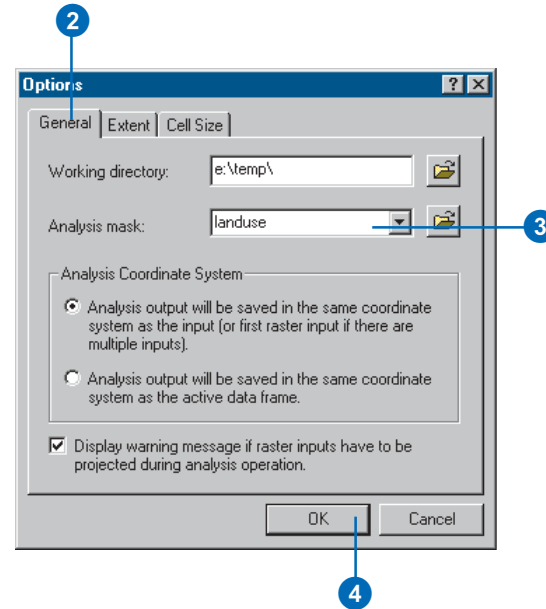 2
Options
General Extent Cell Size
Working directory: e:\temp\
Analysis mask: landuse
3
Analysis Coordinate System
Analysis output will be saved in the same coordinate
system as the input (or first raster input if there are
multiple inputs).
Analysis output will be saved in the same coordinate
system as the active data frame.
Display warning message if raster inputs have to be
projected during analysis operation.
OK Cancel
4